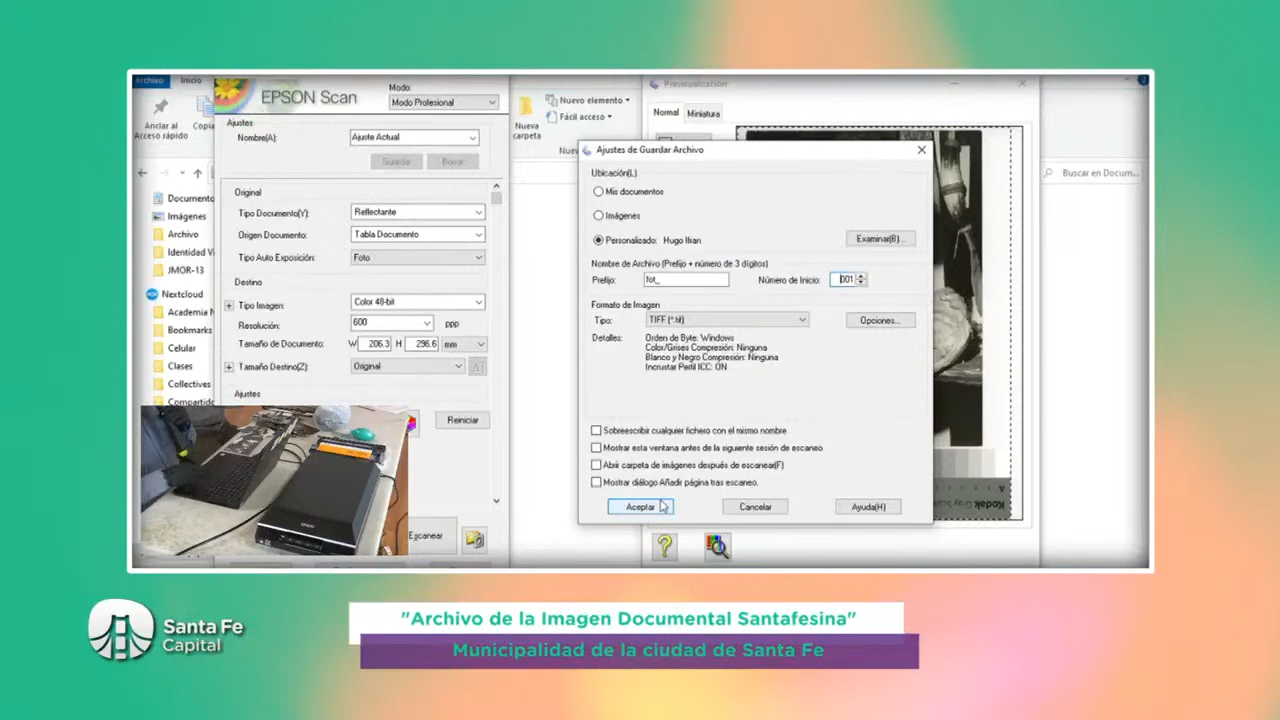 Archivo
Inicio
Anclar al
Acceso rápido
Nuevo elemento
Fácil acceso
Nueva
carpeta
Documento
Imágenes
Archivo
JMOR-13
Nextcloud
Academia
Bookmarks
Celular
Clases
Collectives
Buscar en Docum...
EPSON Scan
Modo:
Modo Profesional
Ajustes
Nombre(A):
Ajuste Actual
Guardar
Borrar
Original
Tipo Documento(Y):
Reflectante
Origen Documento:
Tabla Documento
Tipo Auto Exposición:
Foto
Destino
Tipo Imagen:
Color 48-bit
Resolución:
600
ppp
Tamaño de Documento:
W 206.3 H 296.6 mm
Tamaño Destino(Z):
Original
Ajustes
Reiniciar
Escanear
EPSON
Previsualización
Normal
Miniatura
Kodak
Ajustes de Guardar Archivo
Ubicación(L)
Mis documentos
Imágenes
Personalizado: Hugo Ifran
Examinar(B)...
Nombre de Archivo (Prefijo + número de 3 dígitos)
Prefijo: fot_
Número de Inicio: 001
Formato de Imagen
Tipo: TIFF (*.tif)
Opciones...
Detalles: Orden de Byte: Windows
Color/Grises Compresión: Ninguna
Blanco y Negro Compresión: Ninguna
Incrustar Perfil ICC: ON
Sobreescribir cualquier fichero con el mismo nombre
Mostrar esta ventana antes de la siguiente sesión de escaneo
Abrir carpeta de imágenes después de escanear(F)
Mostrar diálogo Añadir página tras escaneo.
Aceptar
Cancelar
Ayuda(H)
Santa Fe
Capital
"Archivo de la Imagen Documental Santafesina"
Municipalidad de la ciudad de Santa Fe